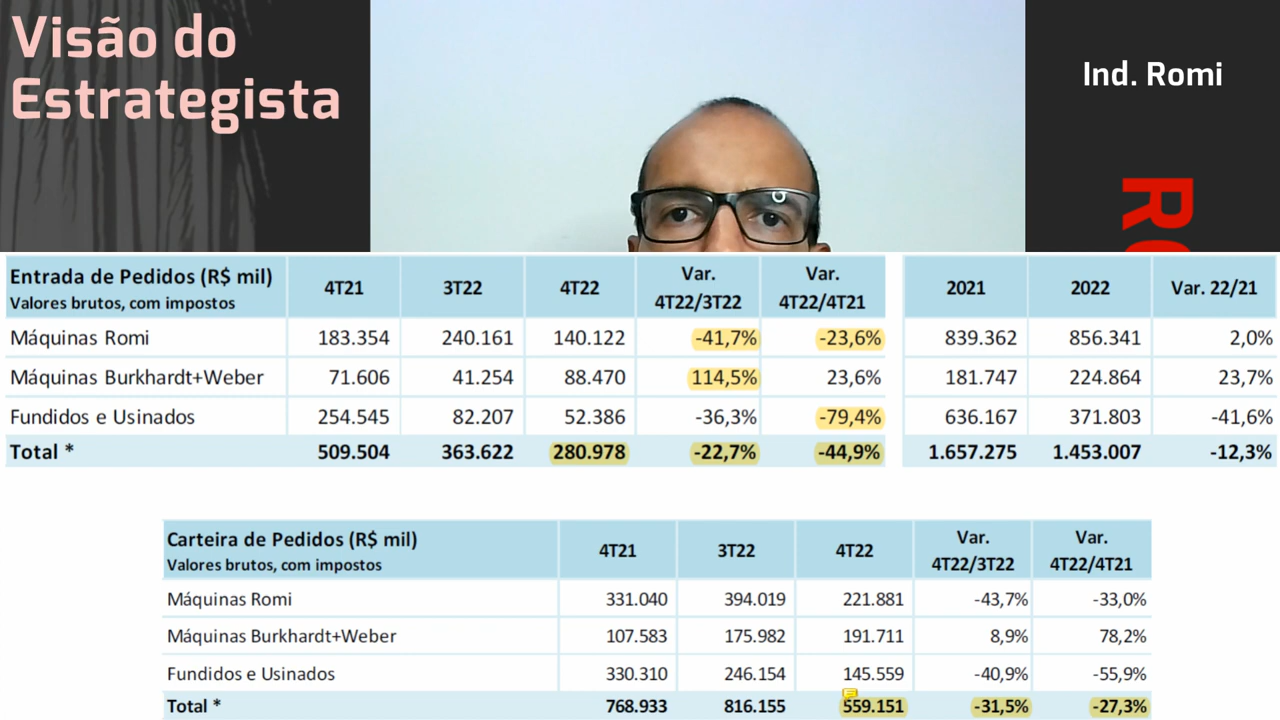 Visão do
Estrategista
Ind. Romi
Entrada de Pedidos (R$ mil)
Valores brutos, com impostos
4T21 3T22 4T22 Var. 4T22/3T22 Var. 4T22/4T21 2021 2022 Var. 22/21
Máquinas Romi 183.354 240.161 140.122 -41,7% -23,6% 839.362 856.341 2,0%
Máquinas Burkhardt+Weber 71.606 41.254 88.470 114,5% 23,6% 181.747 224.864 23,7%
Fundidos e Usinados 254.545 82.207 52.386 -36,3% -79,4% 636.167 371.803 -41,6%
Total * 509.504 363.622 280.978 -22,7% -44,9% 1.657.275 1.453.007 -12,3%
Carteira de Pedidos (R$ mil)
Valores brutos, com impostos
4T21 3T22 4T22 Var. 4T22/3T22 Var. 4T22/4T21
Máquinas Romi 331.040 394.019 221.881 -43,7% -33,0%
Máquinas Burkhardt+Weber 107.583 175.982 191.711 8,9% 78,2%
Fundidos e Usinados 330.310 246.154 145.559 -40,9% -55,9%
Total * 768.933 816.155 559.151 -31,5% -27,3%